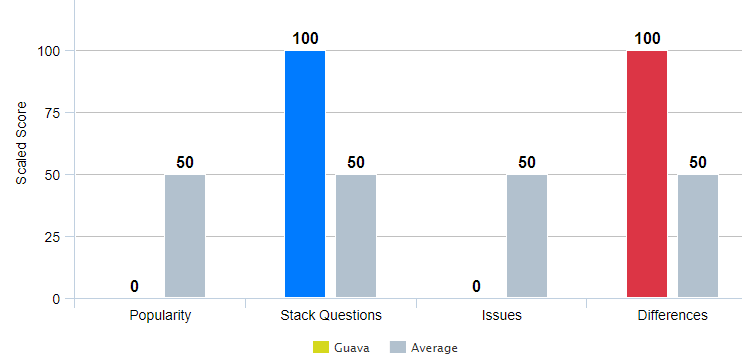 Scaled Score
100
75
50
25
0
0 50 100 50 0 50 100 50
Popularity Stack Questions Issues Differences
Guava Average